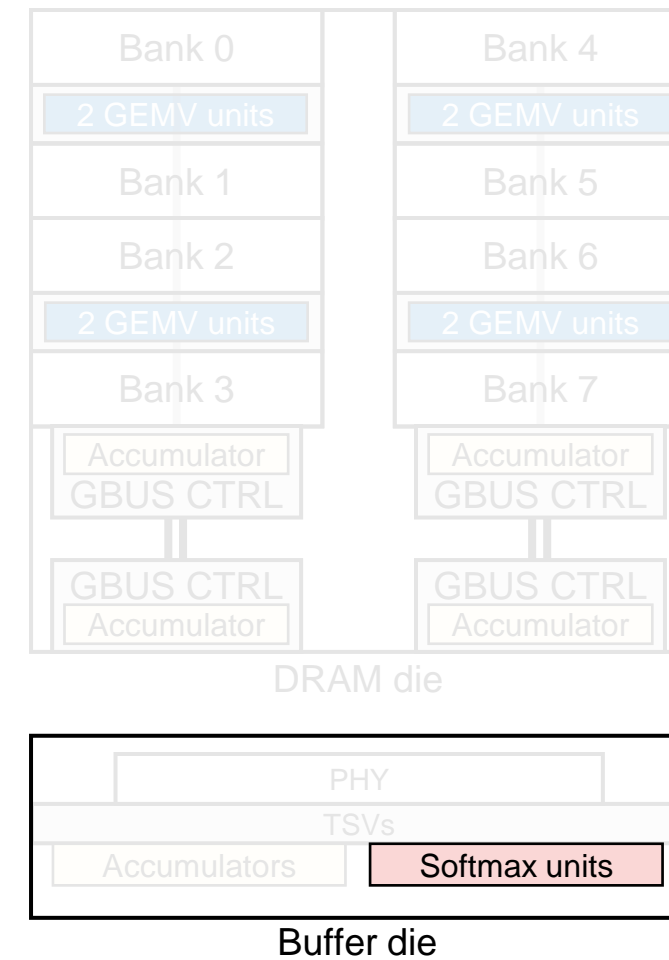 Bank 0
2 GEMV units
Bank 1
Bank 2
2 GEMV units
Bank 3
Accumulator
GBUS CTRL
GBUS CTRL
Accumulator
Bank 4
2 GEMV units
Bank 5
Bank 6
2 GEMV units
Bank 7
Accumulator
GBUS CTRL
GBUS CTRL
Accumulator
DRAM die
PHY
TSVs
Accumulators
Softmax units
Buffer die